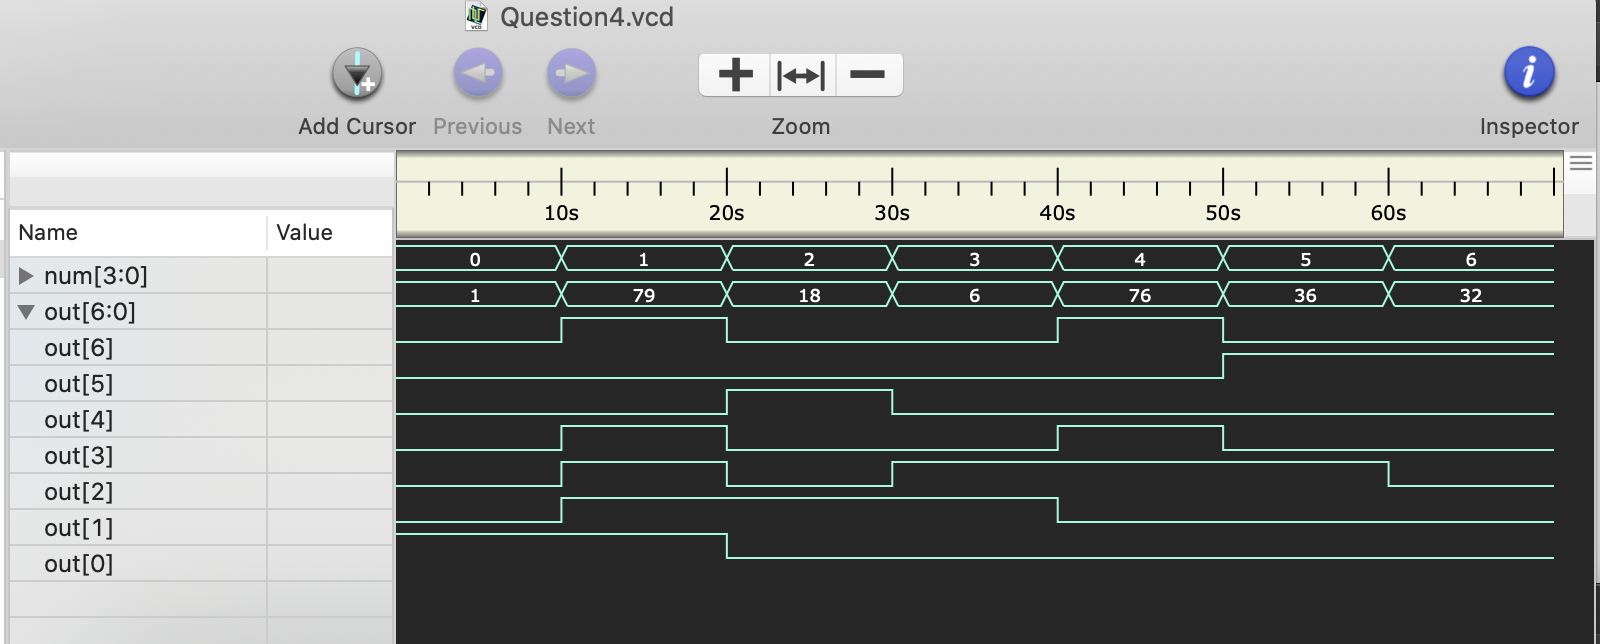 Question4.vcd
Add Cursor Previous Next Zoom Inspector
10s 20s 30s 40s 50s 60s
Name Value
num[3:0] 0 1 2 3 4 5 6
out[6:0] 1 79 18 6 76 36 32
out[6]
out[5]
out[4]
out[3]
out[2]
out[1]
out[0]